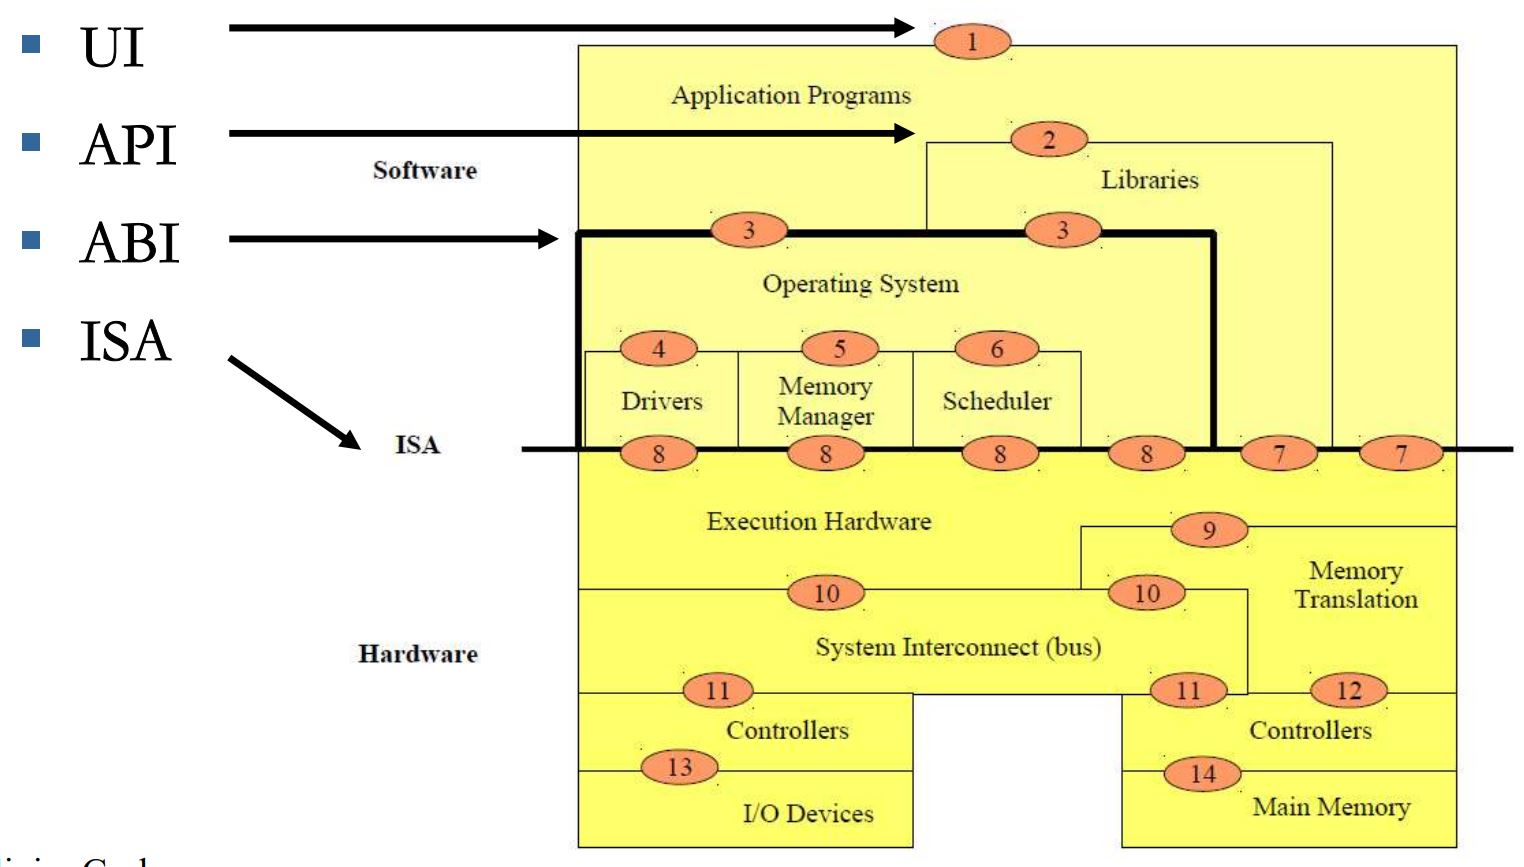 UI
1
Application Programs
API
2
Software
Libraries
ABI
3
3
Operating System
ISA
4
5
6
Drivers
Memory
Manager
Scheduler
ISA
8
8
8
8
7
7
Execution Hardware
9
Memory
Translation
10
10
System Interconnect (bus)
Hardware
11
11
12
Controllers
Controllers
13
14
I/O Devices
Main Memory